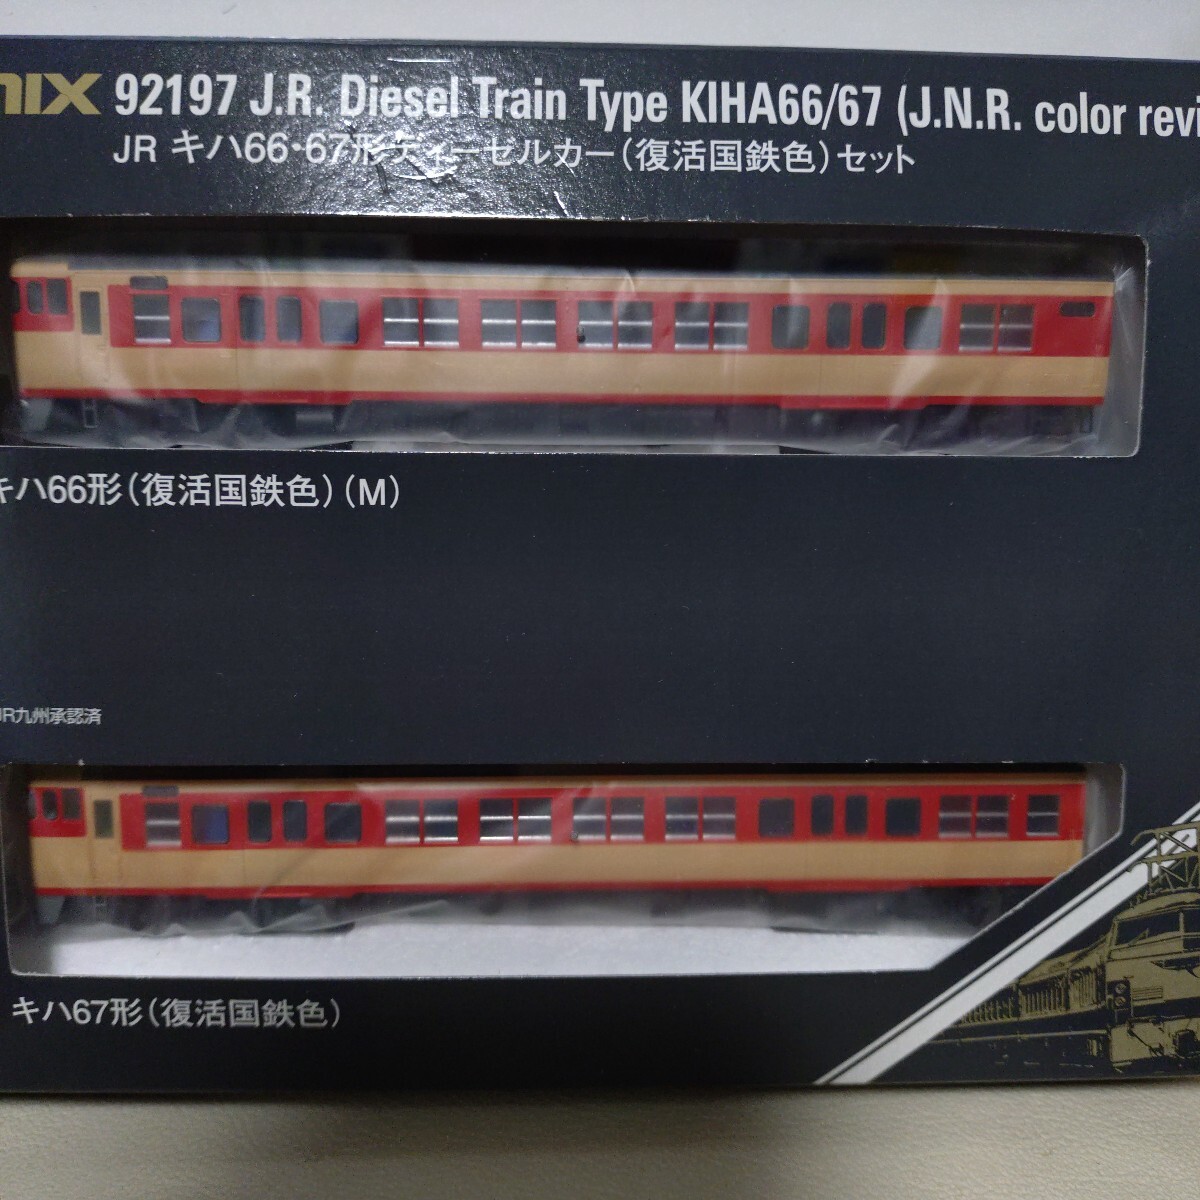 nix 92197 J.R. Diesel Train Type KIHA66/67 (J.N.R. color revi
JR キハ66・67形ディーゼルカー(復活国鉄色)セット
キハ66形(復活国鉄色)(M)
JR九州承認済
キハ67形(復活国鉄色)